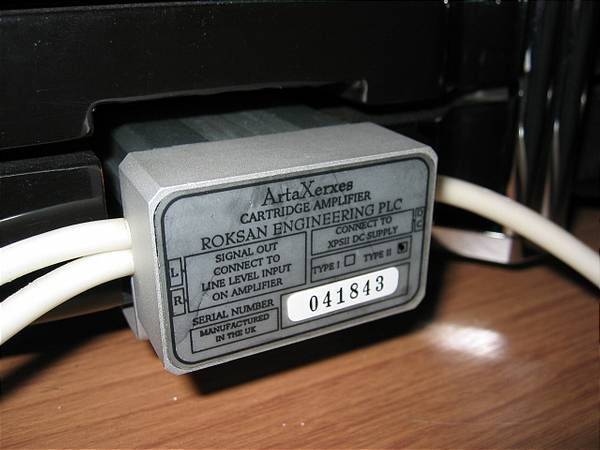 ArtaXerxes
CARTRIDGE AMPLIFIER
ROKSAN ENGINEERING PLC
L
R
SIGNAL OUT
CONNECT TO
LINE LEVEL INPUT
ON AMPLIFIER
CONNECT TO
XPSII DC SUPPLY
DC
TYPE I
TYPE II
SERIAL NUMBER
041843
MANUFACTURED
IN THE UK